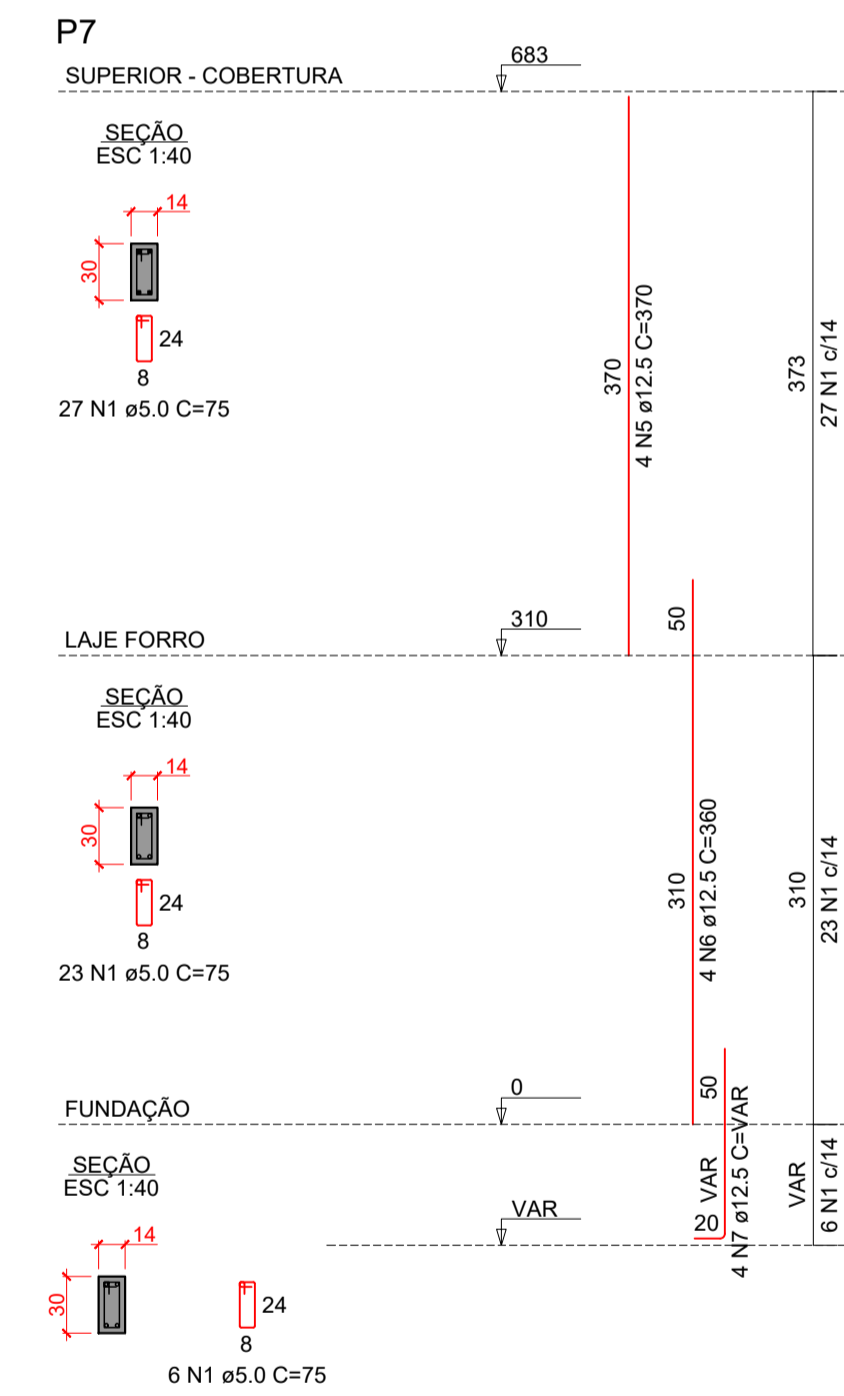 P7
SUPERIOR - COBERTURA
683
SEÇÃO
ESC 1:40
14
30
24
8
27 N1 ø5.0 C=75
370
4 N5 ø12.5 C=370
373
27 N1 c/14
LAJE FORRO
310
50
SEÇÃO
ESC 1:40
14
30
24
8
23 N1 ø5.0 C=75
310
4 N6 ø12.5 C=360
310
23 N1 c/14
FUNDAÇÃO
0
50
SEÇÃO
ESC 1:40
VAR
VAR
20
4 N7 ø12.5 C=VAR
VAR
6 N1 c/14
14
30
24
8
6 N1 ø5.0 C=75